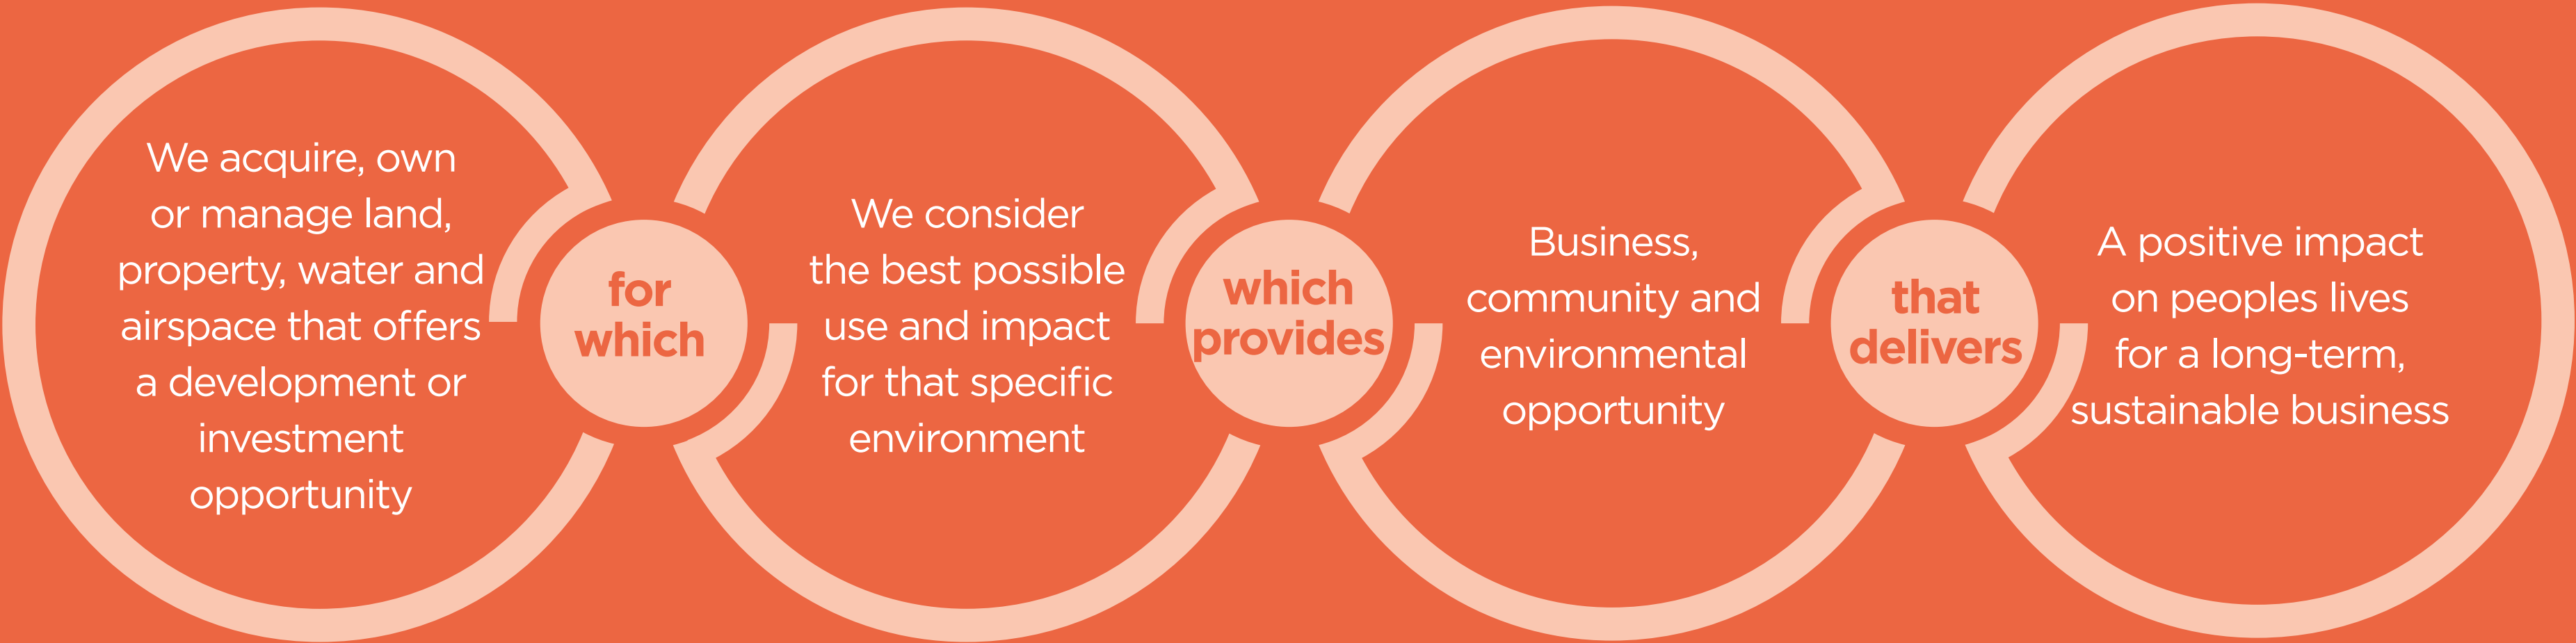 We acquire, own
or manage land,
property, water and
airspace that offers
a development or
investment
opportunity
for
which
We consider
the best possible
use and impact
for that specific
environment
which
provides
Business,
community and
environmental
opportunity
that
delivers
A positive impact
on peoples lives
for a long-term,
sustainable business